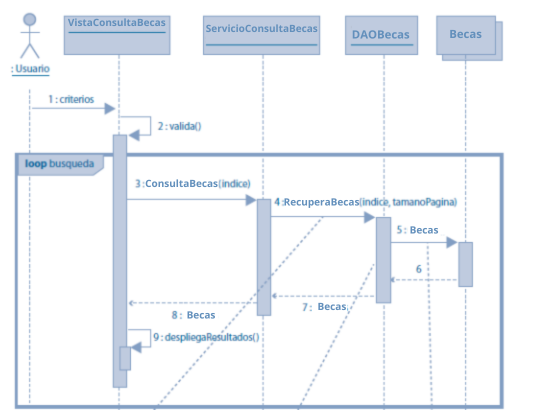 VistaConsultaBecas
ServicioConsultaBecas
DAOBecas
Becas
: Usuario
1 : criterios
2 : valida()
loop busqueda
3 :ConsultaBecas(indice)
4 :RecuperaBecas(indice, tamanoPagina)
5 : Becas
6
7 : Becas
8 : Becas
9 : despliegaResultados()